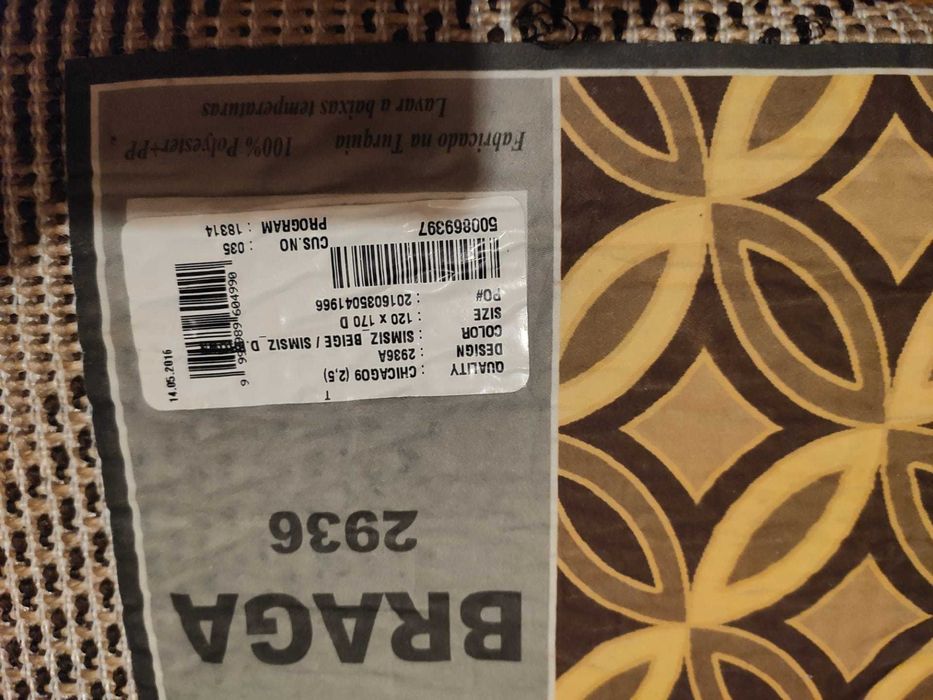 BRAGA
2936
T
QUALITY : CHICAGO9 (2,5)
DESIGN : 2936A
COLOR : SIMSIZ_BEIGE / SIMSIZ_D
SIZE : 120 x 170 D
PO# : 2016035041966
500869397
CUS.NO : 035
PROGRAM : 18314
14.05.2016
Fabricado na Turquia 100% Polyester+PP
Lavar a baixas temperaturas